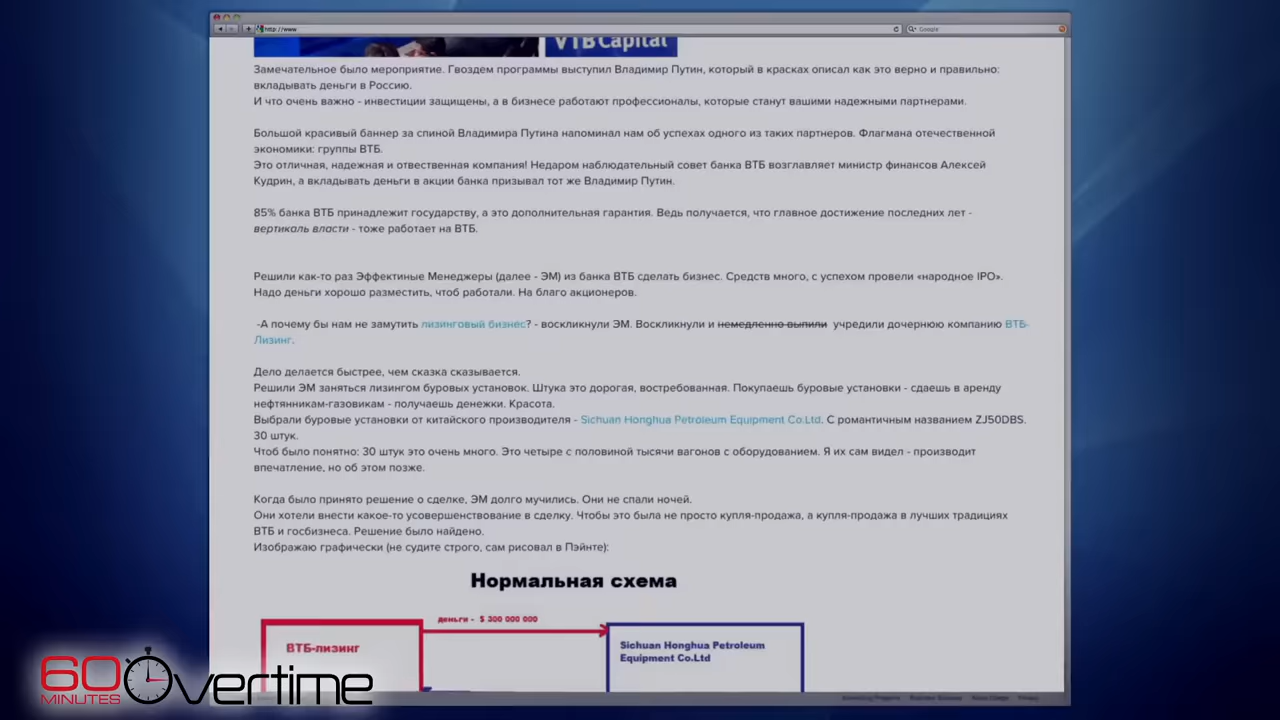 http://www
Google
VTB Capital
Замечательное было мероприятие. Гвоздем программы выступил Владимир Путин, который в красках описал как это верно и правильно:
вкладывать деньги в Россию.
И что очень важно - инвестиции защищены, а в бизнесе работают профессионалы, которые станут вашими надежными партнерами.
Большой красивый баннер за спиной Владимира Путина напоминал нам об успехах одного из таких партнеров. Флагмана отечественной
экономики: группы ВТБ.
Это отличная, надежная и отвественная компания! Недаром наблюдательный совет банка ВТБ возглавляет министр финансов Алексей
Кудрин, а вкладывать деньги в акции банка призывал тот же Владимир Путин.
85% банка ВТБ принадлежит государству, а это дополнительная гарантия. Ведь получается, что главное достижение последних лет -
вертикаль власти - тоже работает на ВТБ.
Решили как-то раз Эффектиные Менеджеры (далее - ЭМ) из банка ВТБ сделать бизнес. Средств много, с успехом провели «народное IPO».
Надо деньги хорошо разместить, чтоб работали. На благо акционеров.
-А почему бы нам не замутить лизинговый бизнес? - воскликнули ЭМ. Воскликнули и немедленно выпили учредили дочернюю компанию ВТБ-
Лизинг.
Дело делается быстрее, чем сказка сказывается.
Решили ЭМ заняться лизингом буровых установок. Штука это дорогая, востребованная. Покупаешь буровые установки - сдаешь в аренду
нефтянникам-газовикам - получаешь денежки. Красота.
Выбрали буровые установки от китайского производителя - Sichuan Honghua Petroleum Equipment Co.Ltd. С романтичным названием ZJ50DBS.
30 штук.
Чтоб было понятно: 30 штук это очень много. Это четыре с половиной тысячи вагонов с оборудованием. Я их сам видел - производит
впечатление, но об этом позже.
Когда было принято решение о сделке, ЭМ долго мучились. Они не спали ночей.
Они хотели внести какое-то усовершенствование в сделку. Чтобы это была не просто купля-продажа, а купля-продажа в лучших традициях
ВТБ и госбизнеса. Решение было найдено.
Изображаю графически (не судите строго, сам рисовал в Пэйнте):
Нормальная схема
деньги - $ 300 000 000
ВТБ-лизинг
Sichuan Honghua Petroleum
Equipment Co.Ltd
60 MINUTES Overtime